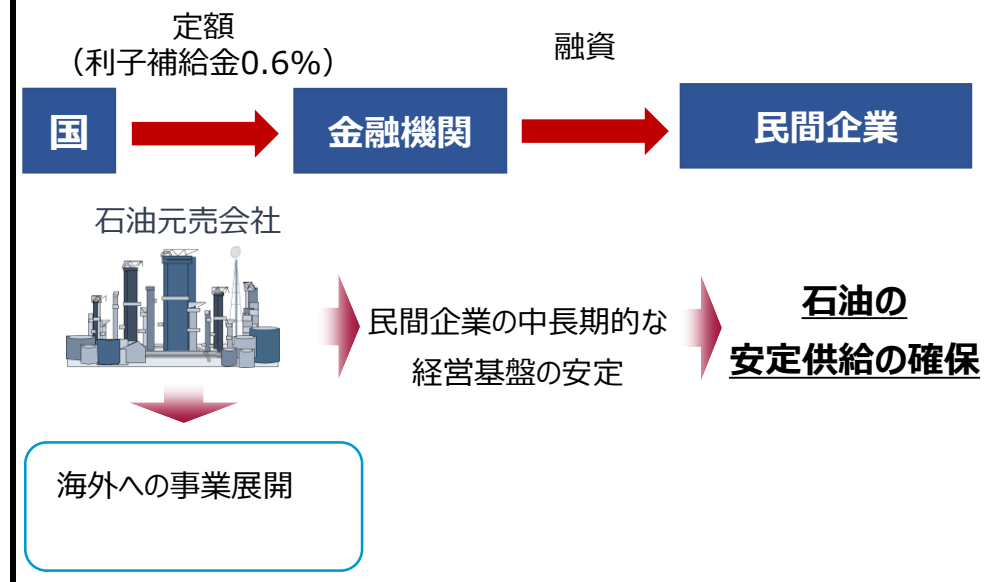 定額
（利子補給金0.6％）
融資
国
金融機関
民間企業
石油元売会社
民間企業の中長期的な
経営基盤の安定
石油の
安定供給の確保
海外への事業展開